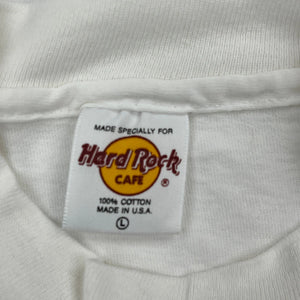 MADE SPECIALLY FOR
Hard Rock
CAFE ®
100% COTTON
MADE IN U.S.A.
L